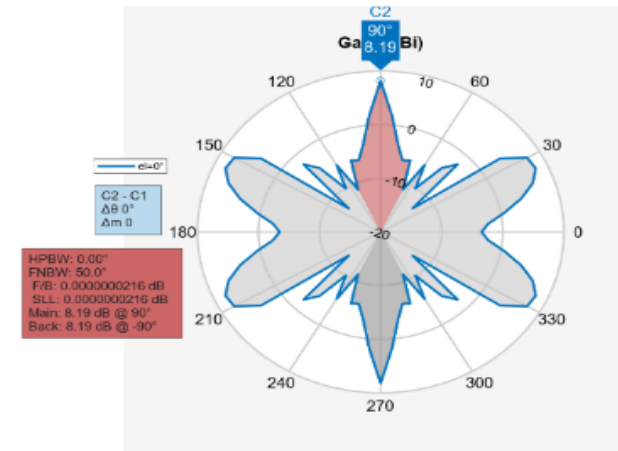 C2
90°
8.19
Ga Bi)
120
10
60
0
150
30
el=0°
-10
C2 - C1
Δθ 0°
Δm 0
180
-20
0
HPBW: 0.00°
FNBW: 50.0°
F/B: 0.0000000216 dB
SLL: 0.0000000216 dB
Main: 8.19 dB @ 90°
Back: 8.19 dB @ -90°
210
330
240
300
270